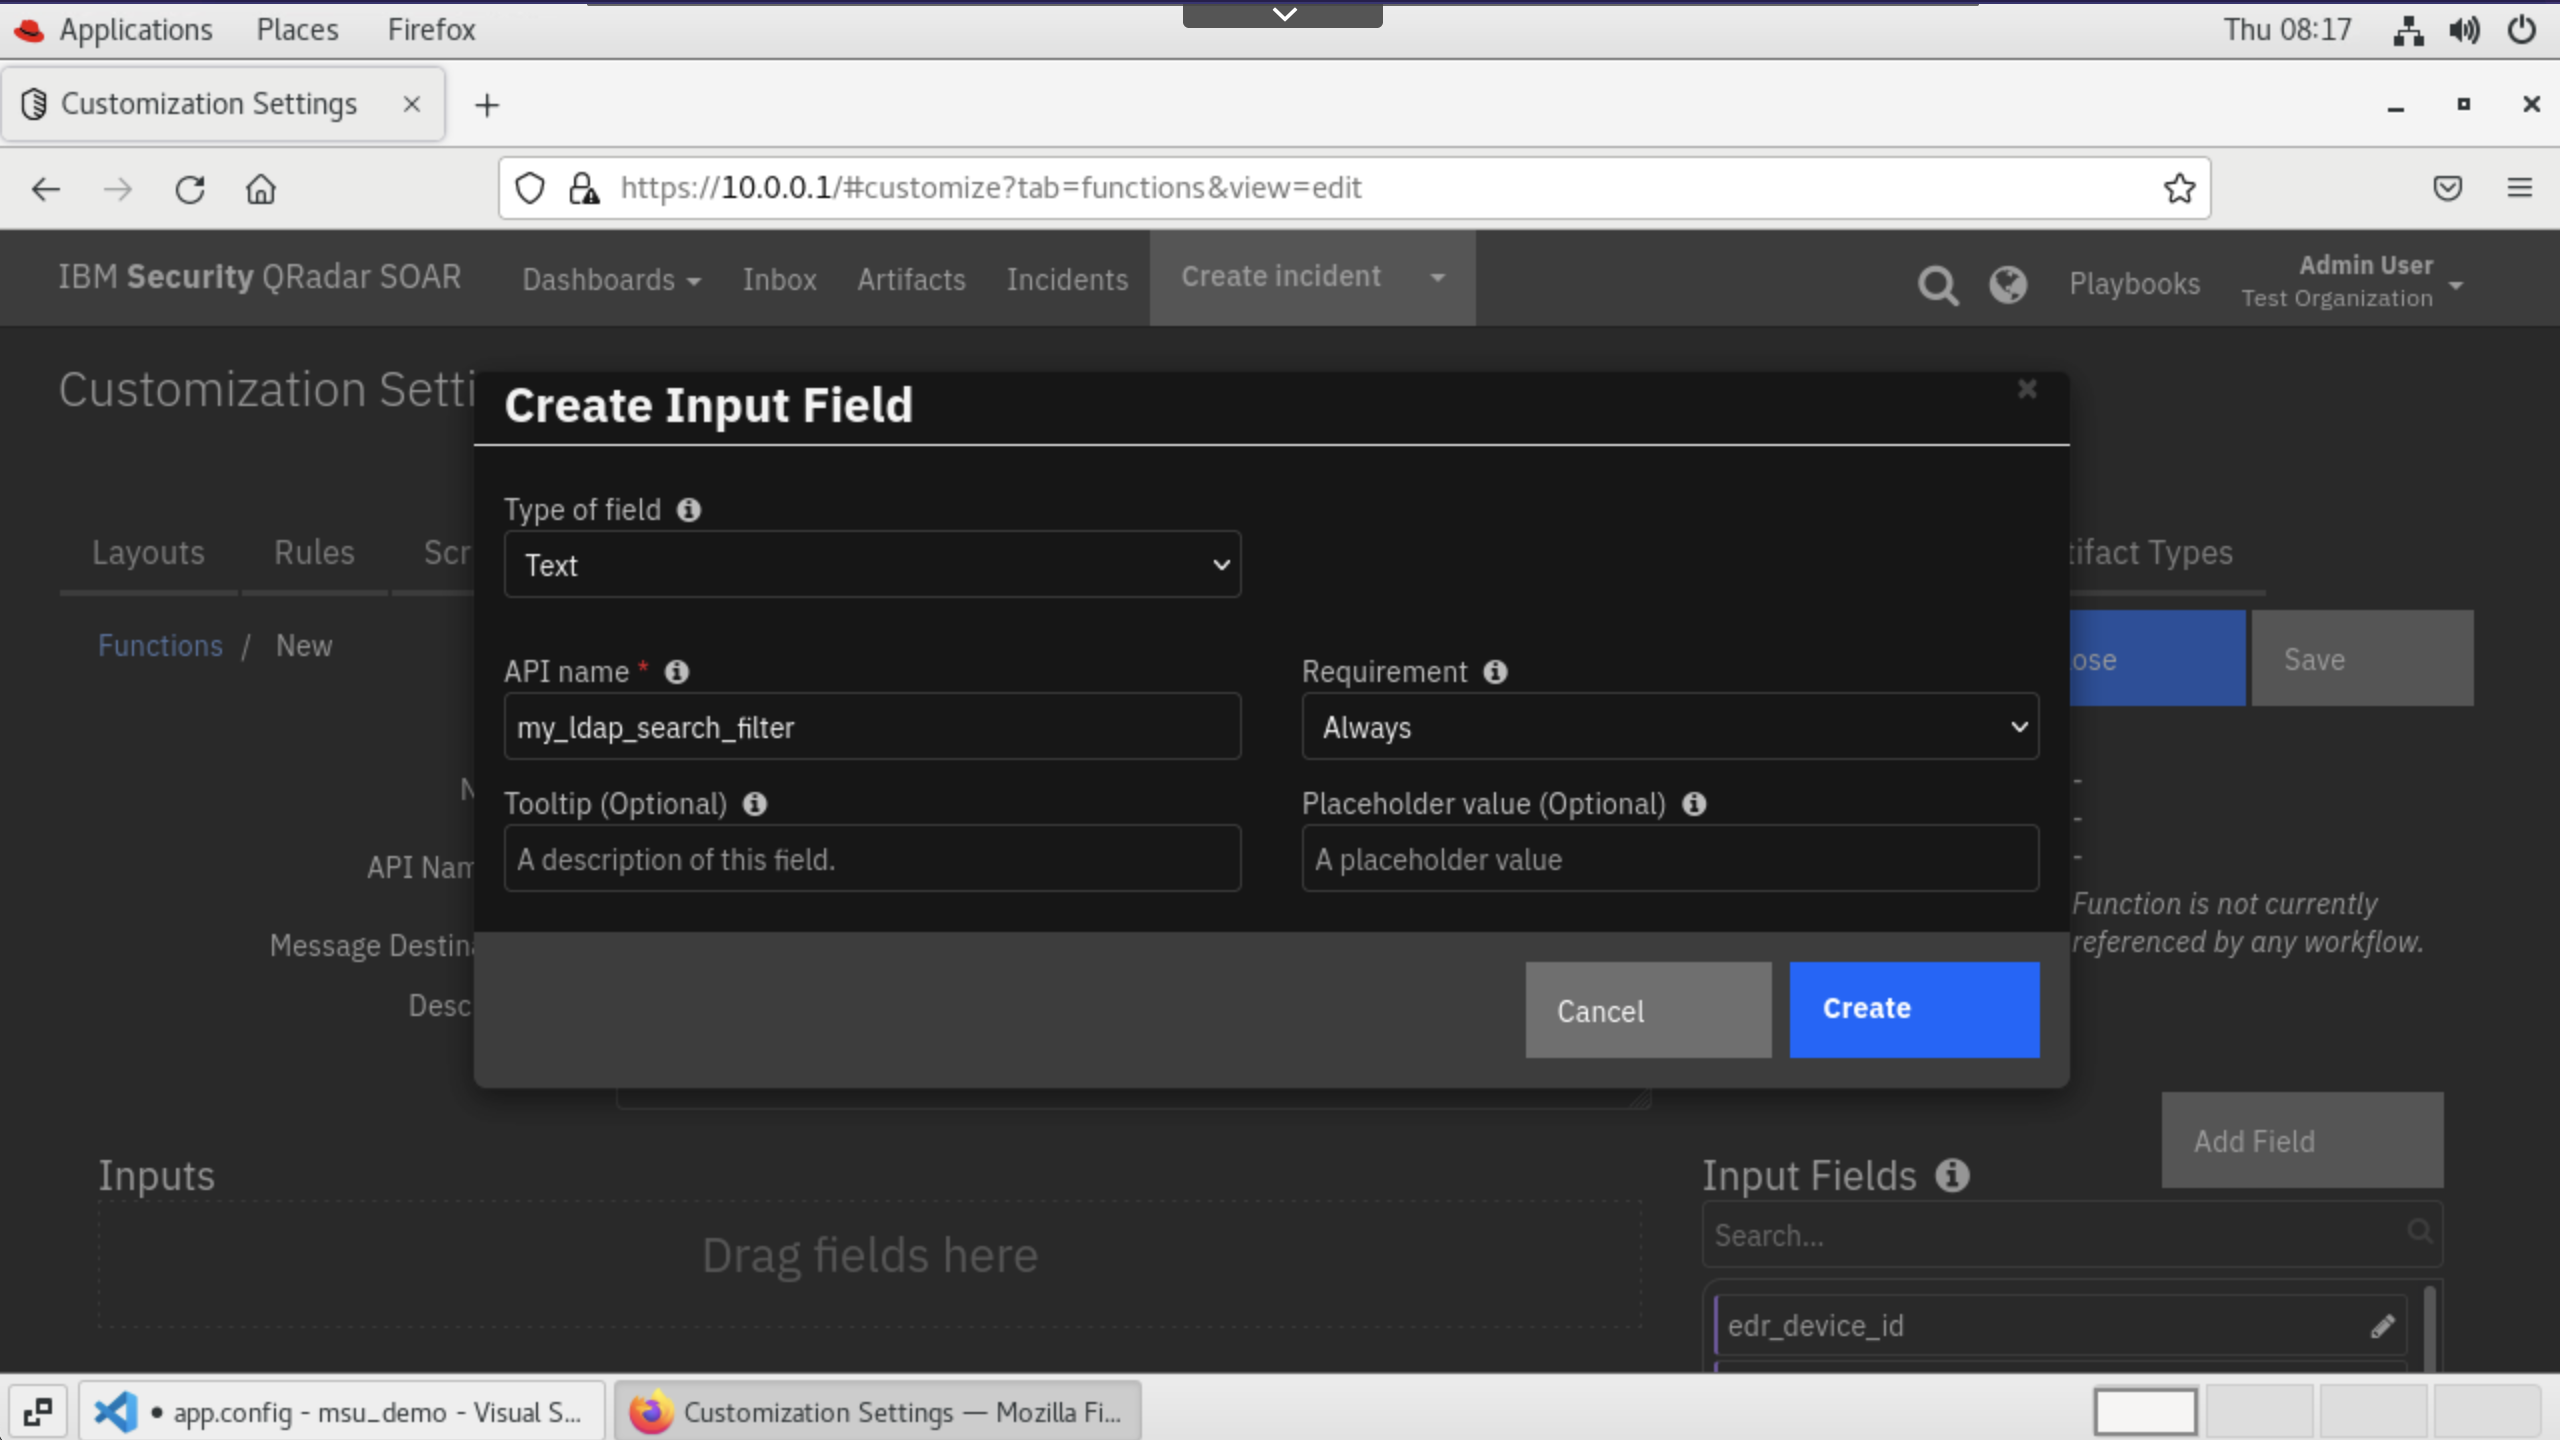 Applications Places Firefox Thu 08:17
Customization Settings
https://10.0.0.1/#customize?tab=functions&view=edit
IBM Security QRadar SOAR Dashboards Inbox Artifacts Incidents Create incident Playbooks Admin User
Test Organization
Customization Setti
Create Input Field
Type of field
Text
Layouts Rules Scr tifact Types
Functions / New
ose Save
API name * Requirement
my_ldap_search_filter Always
Tooltip (Optional) Placeholder value (Optional)
A description of this field. A placeholder value
N -
-
API Nam -
Message Destina
Desc
Function is not currently
referenced by any workflow.
Cancel Create
Add Field
Inputs Input Fields
Search...
Drag fields here
edr_device_id
• app.config - msu_demo - Visual S... Customization Settings — Mozilla Fi...